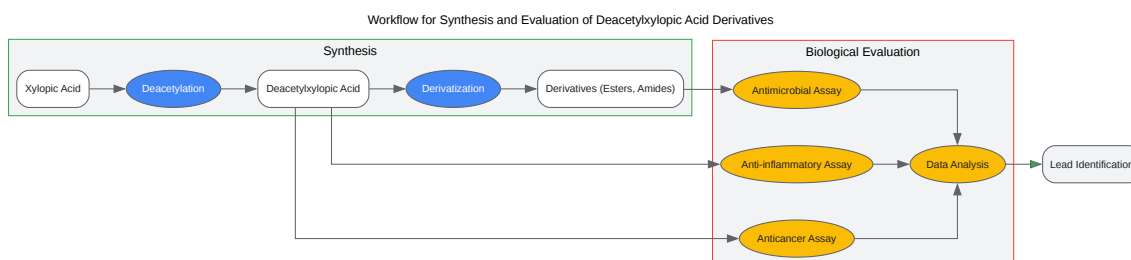 Workflow for Synthesis and Evaluation of Deacetylxylopic Acid Derivatives
Synthesis
Biological Evaluation
Xylopic Acid
Deacetylation
Deacetylxylopic Acid
Derivatization
Derivatives (Esters, Amides)
Antimicrobial Assay
Anti-inflammatory Assay
Data Analysis
Lead Identification
Anticancer Assay